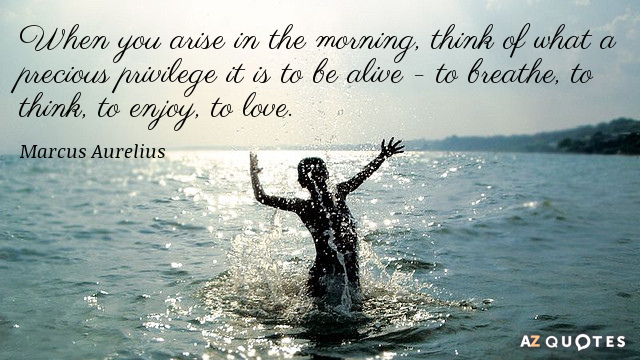 When you arise in the morning, think of what a
precious privilege it is to be alive - to breathe, to
think, to enjoy, to love.
Marcus Aurelius
AZ QUOTES